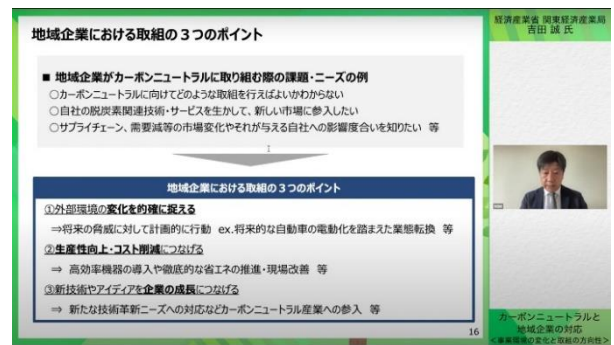 地域企業における取組の３つのポイント
■ 地域企業がカーボンニュートラルに取り組む際の課題・ニーズの例
○カーボンニュートラルに向けてどのような取組を行えばよいかわからない
○自社の脱炭素関連技術・サービスを生かして、新しい市場に参入したい
○サプライチェーン、需要減等の市場変化やそれが与える自社への影響度合いを知りたい 等
地域企業における取組の３つのポイント
①外部環境の変化を的確に捉える
⇒将来の脅威に対して計画的に行動 ex.将来的な自動車の電動化を踏まえた業態転換 等
②生産性向上・コスト削減につなげる
⇒ 高効率機器の導入や徹底的な省エネの推進・現場改善 等
③新技術やアイディアを企業の成長につなげる
⇒ 新たな技術革新ニーズへの対応などカーボンニュートラル産業への参入 等
16
経済産業省 関東経済産業局
吉田 誠 氏
カーボンニュートラルと
地域企業の対応
＜事業環境の変化と取組の方向性＞